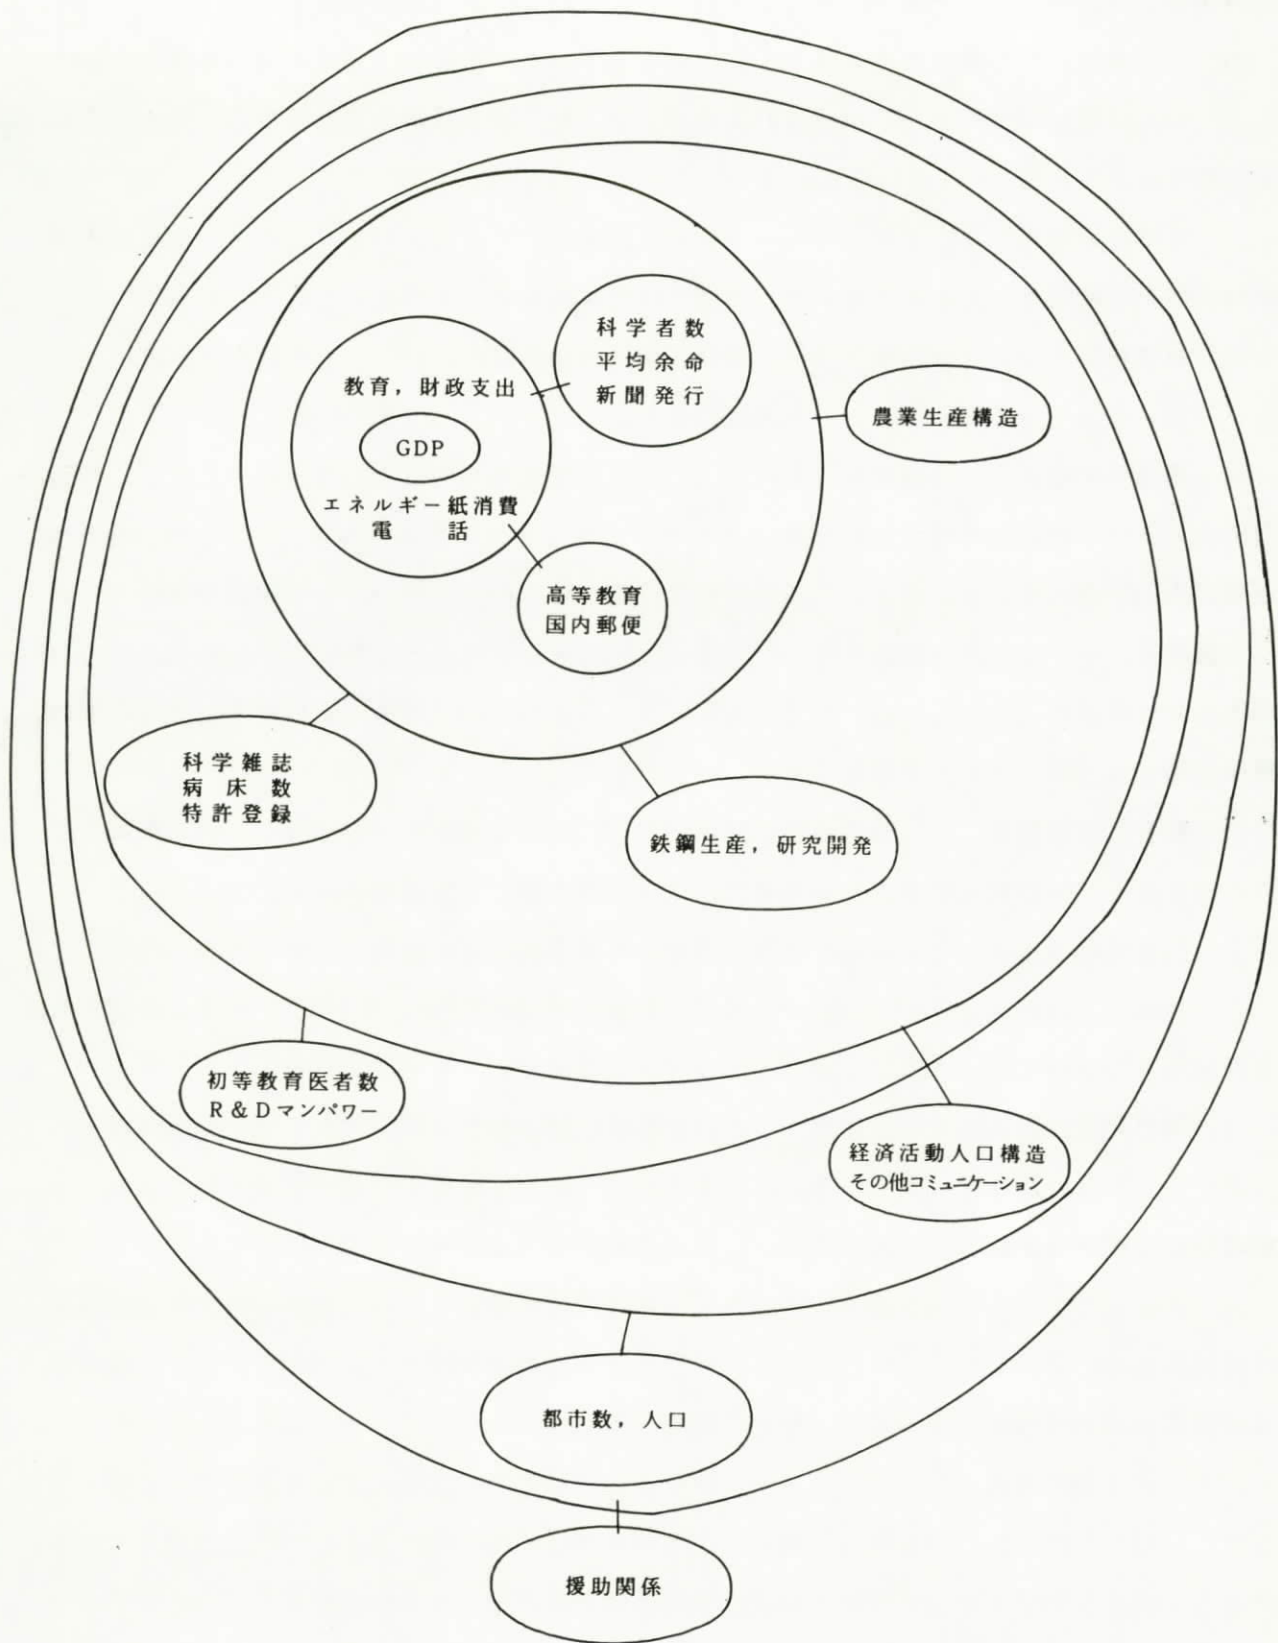 科学者数
平均余命
新聞発行
教育，財政支出
GDP
エネルギー紙消費
電話
農業生産構造
高等教育
国内郵便
科学雑誌
病床数
特許登録
鉄鋼生産，研究開発
初等教育医者数
R&Dマンパワー
経済活動人口構造
その他コミュニケーション
都市数，人口
援助関係